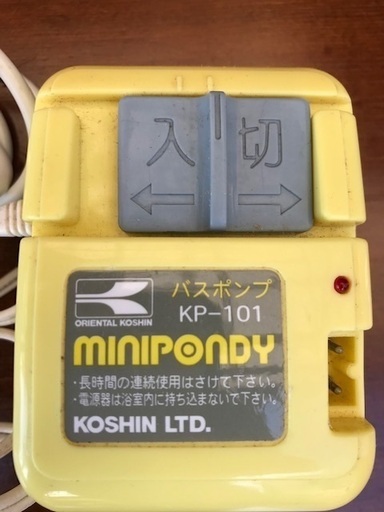 入 切
バスポンプ
ORIENTAL KOSHIN
KP-101
MINIPONDY
・長時間の連続使用はさけて下さい。
・電源器は浴室内に持ち込まないで下さい。
KOSHIN LTD.